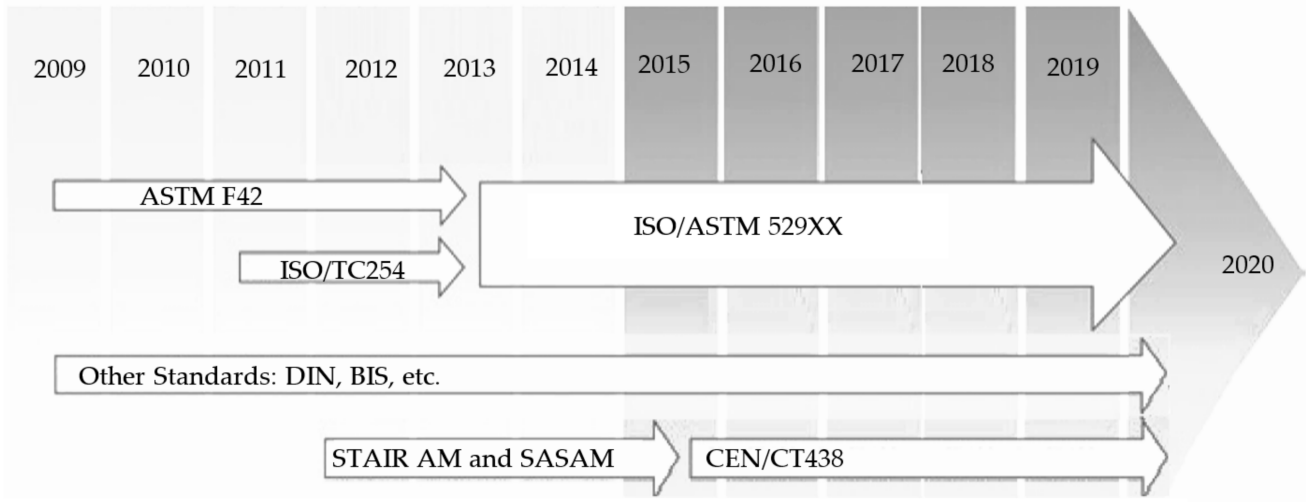 2009 2010 2011 2012 2013 2014 2015 2016 2017 2018 2019
ASTM F42
ISO/ASTM 529XX
ISO/TC254
2020
Other Standards: DIN, BIS, etc.
STAIR AM and SASAM CEN/CT438